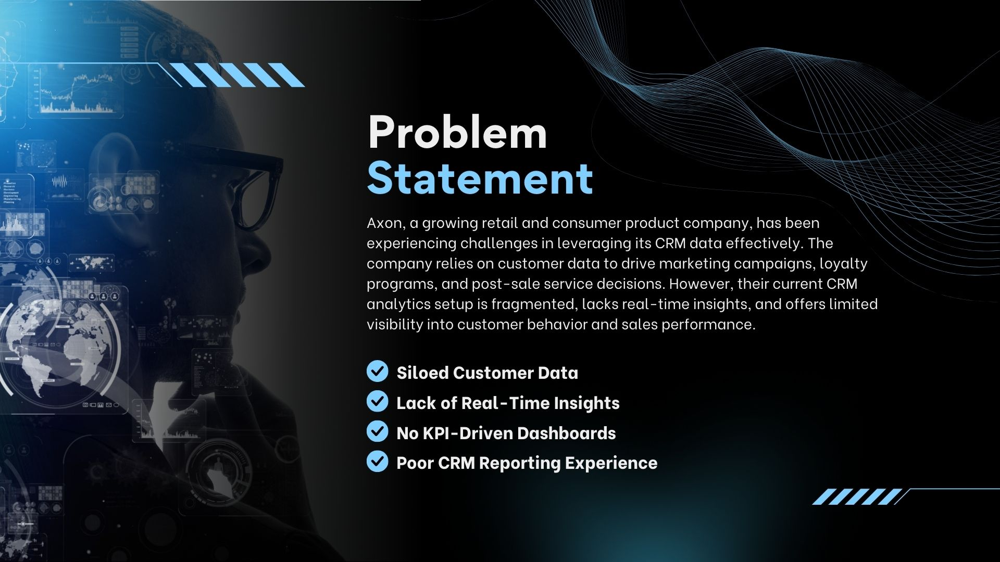 Problem
Statement
Axon, a growing retail and consumer product company, has been
experiencing challenges in leveraging its CRM data effectively. The
company relies on customer data to drive marketing campaigns, loyalty
programs, and post-sale service decisions. However, their current CRM
analytics setup is fragmented, lacks real-time insights, and offers limited
visibility into customer behavior and sales performance.
Siloed Customer Data
Lack of Real-Time Insights
No KPI-Driven Dashboards
Poor CRM Reporting Experience